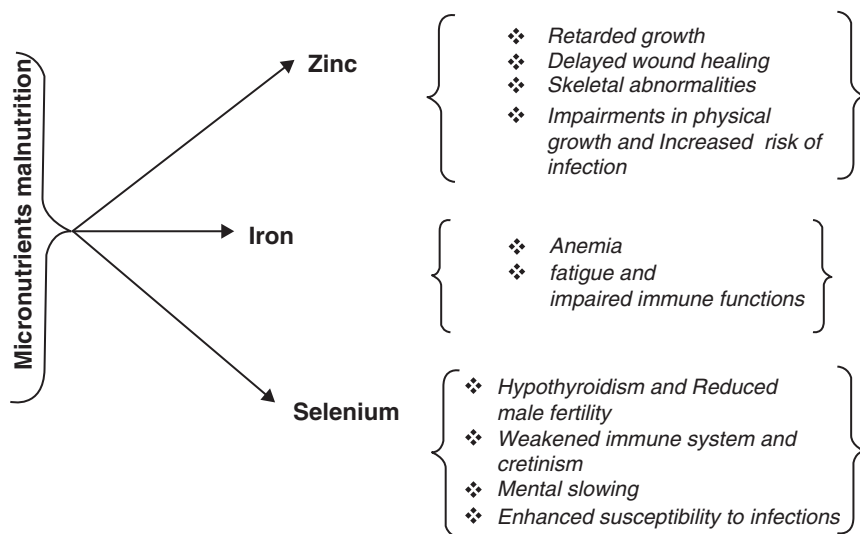 Micronutrients malnutrition
Zinc
❖ Retarded growth
❖ Delayed wound healing
❖ Skeletal abnormalities
❖ Impairments in physical
growth and Increased risk of
infection
Iron
❖ Anemia
❖ fatigue and
impaired immune functions
Selenium
❖ Hypothyroidism and Reduced
male fertility
❖ Weakened immune system and
cretinism
❖ Mental slowing
❖ Enhanced susceptibility to infections